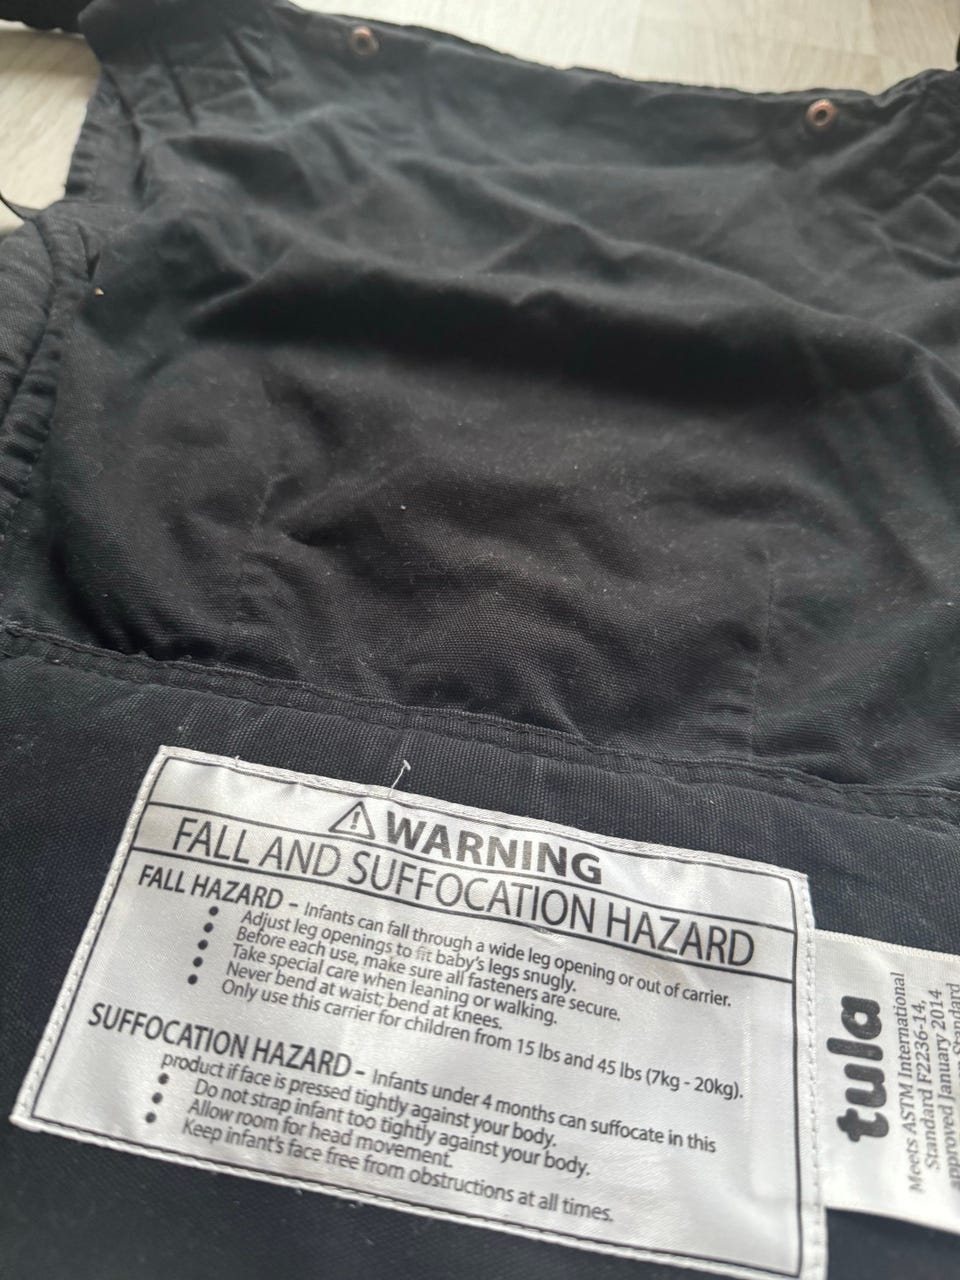 WARNING
FALL AND SUFFOCATION HAZARD
FALL HAZARD - Infants can fall through a wide leg opening or out of carrier.
• Adjust leg openings to fit baby's legs snugly.
• Before each use, make sure all fasteners are secure.
• Take special care when leaning or walking.
• Never bend at waist; bend at knees.
• Only use this carrier for children from 15 lbs and 45 lbs (7kg - 20kg).
SUFFOCATION HAZARD - Infants under 4 months can suffocate in this
product if face is pressed tightly against your body.
• Do not strap infant too tightly against your body.
• Allow room for head movement.
• Keep infant's face free from obstructions at all times.
tula
Meets ASTM International
Standard F2236-14,
approved January 2014
Standard